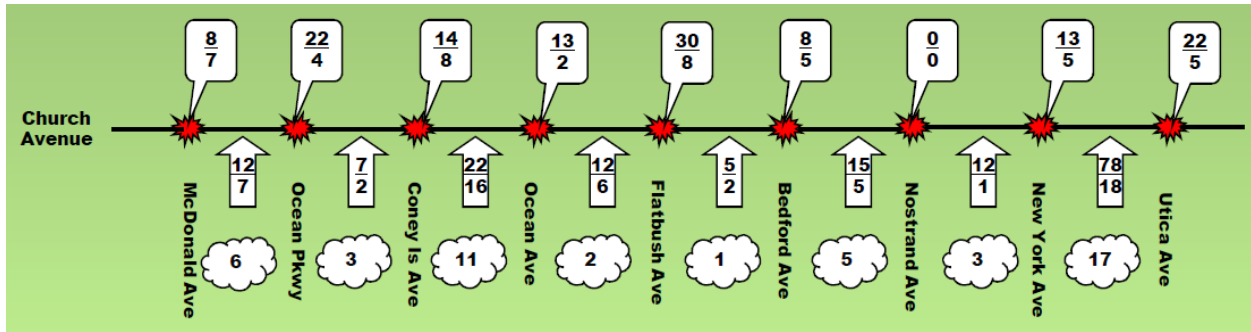 8 22 14 13 30 8 0 13 22
7 4 8 2 8 5 0 5 5
Church
Avenue
12 7 22 12 5 15 12 78
7 2 16 6 2 5 1 18
McDonald Ave
Ocean Pkwy
Coney Is Ave
Ocean Ave
Flatbush Ave
Bedford Ave
Nostrand Ave
New York Ave
Utica Ave
6 3 11 2 1 5 3 17